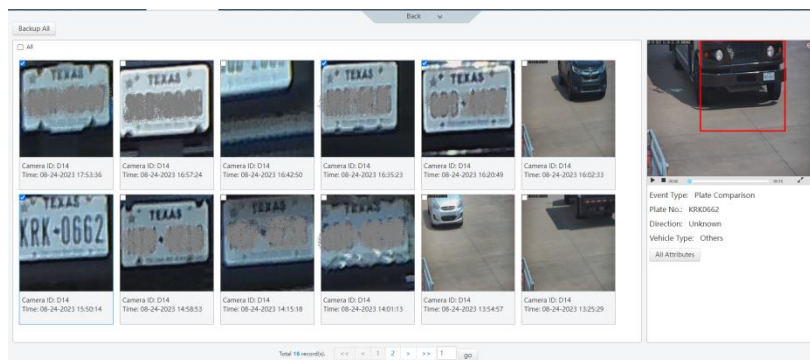 Back
Backup All
All
TEXAS
TEXAS
TEXAS
TEXAS
Camera ID: D14
Time: 08-24-2023 17:53:36
Camera ID: D14
Time: 08-24-2023 16:57:24
Camera ID: D14
Time: 08-24-2023 16:42:50
Camera ID: D14
Time: 08-24-2023 16:35:23
Camera ID: D14
Time: 08-24-2023 16:20:49
Camera ID: D14
Time: 08-24-2023 16:02:33
KRK•0662
TEXAS
TEXAS
TEXAS
Camera ID: D14
Time: 08-24-2023 15:50:14
Camera ID: D14
Time: 08-24-2023 14:58:53
Camera ID: D14
Time: 08-24-2023 14:15:18
Camera ID: D14
Time: 08-24-2023 14:01:13
Camera ID: D14
Time: 08-24-2023 13:54:57
Camera ID: D14
Time: 08-24-2023 13:25:29
Event Type: Plate Comparison
Plate No.: KRK0662
Direction: Unknown
Vehicle Type: Others
All Attributes
Total 18 record(s). << < 1 2 > >> 1 go